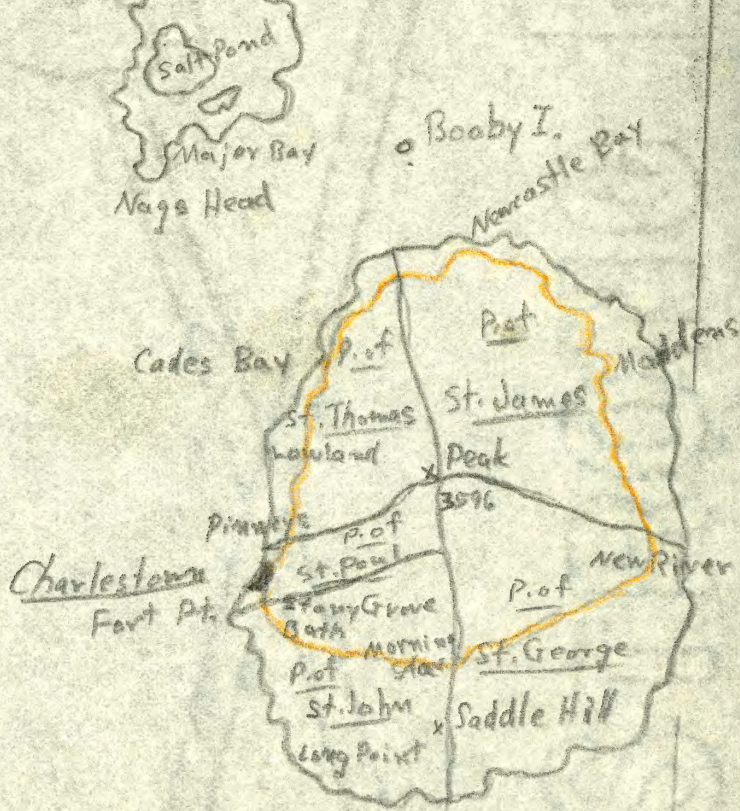 Salt Pond
Major Bay
Nags Head
Booby I.
Newcastle Bay
Cades Bay
P. of
St. Thomas
Lowland
P. of
St. James
Maddens
Peak
3596
P. of
St. Paul
Charlestown
Fort Pt.
Stony Grove
Bath
Morning
Star
New River
P. of
St. George
P. of
St. John
Saddle Hill
Long Point